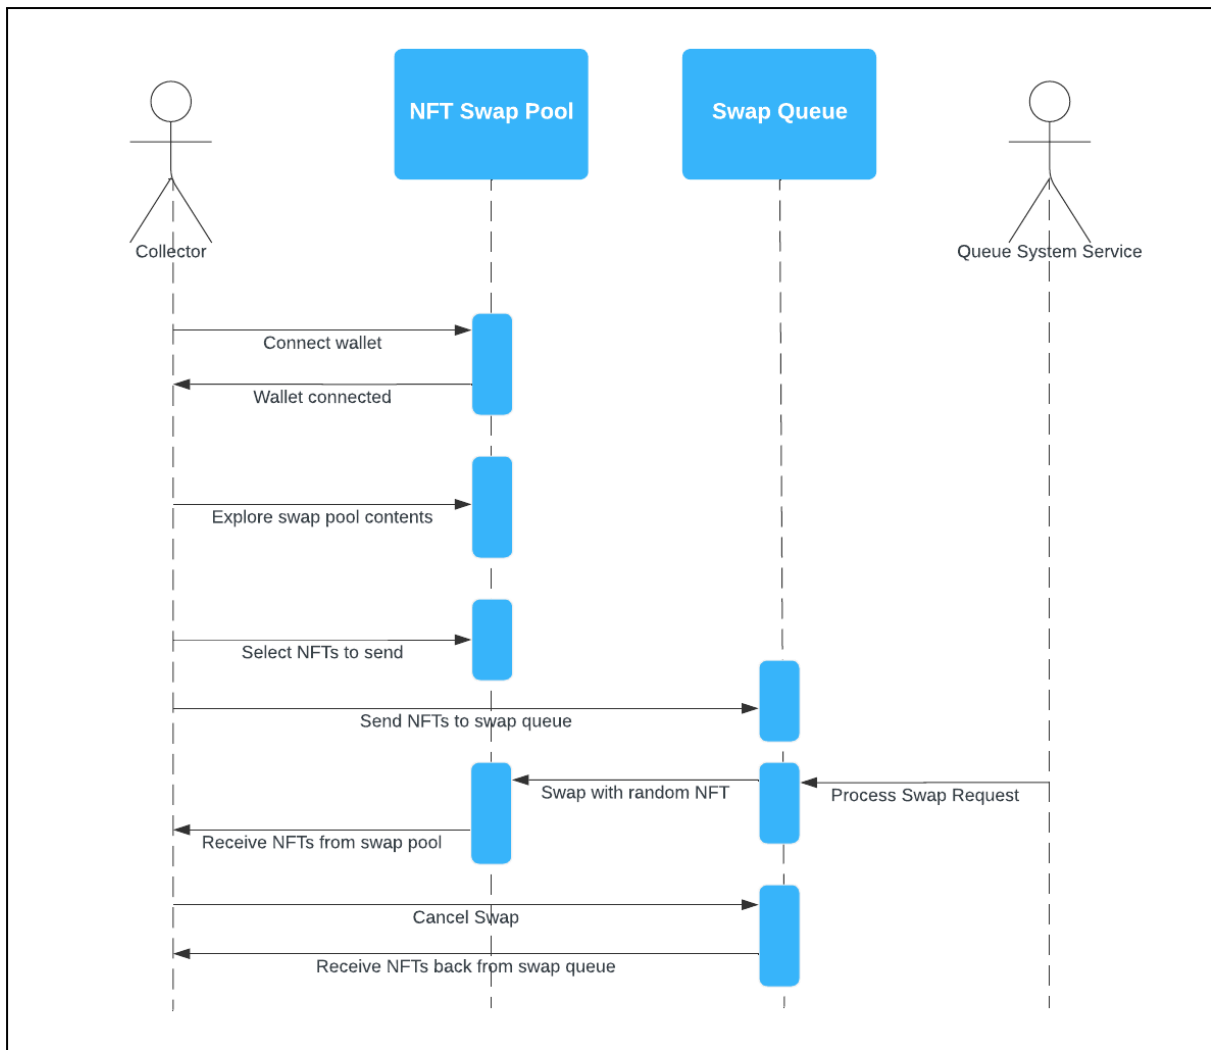 NFT Swap Pool
Swap Queue
Collector
Queue System Service
Connect wallet
Wallet connected
Explore swap pool contents
Select NFTs to send
Send NFTs to swap queue
Swap with random NFT
Process Swap Request
Receive NFTs from swap pool
Cancel Swap
Receive NFTs back from swap queue